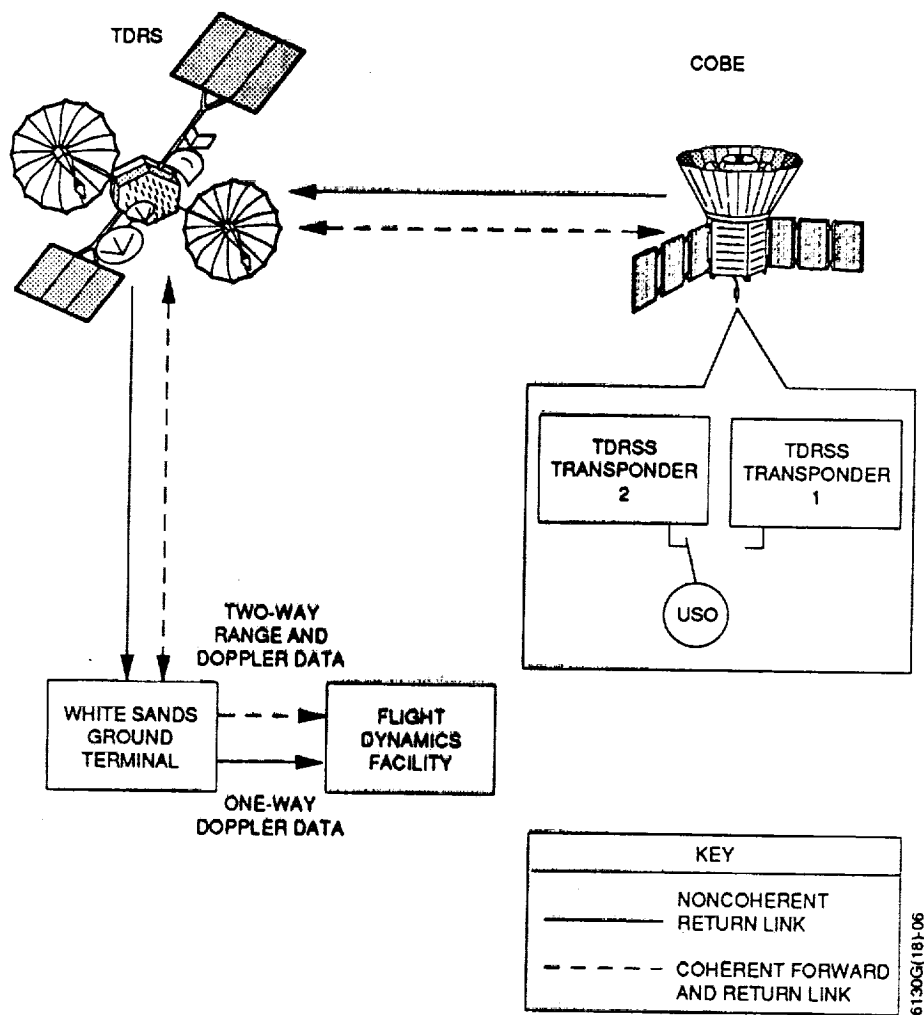 TDRS
COBE
TDRSS
TRANSPONDER
2
TDRSS
TRANSPONDER
1
USO
TWO-WAY
RANGE AND
DOPPLER DATA
WHITE SANDS
GROUND
TERMINAL
FLIGHT
DYNAMICS
FACILITY
ONE-WAY
DOPPLER DATA
KEY
NONCOHERENT
RETURN LINK
COHERENT FORWARD
AND RETURN LINK
6130G(18)-06